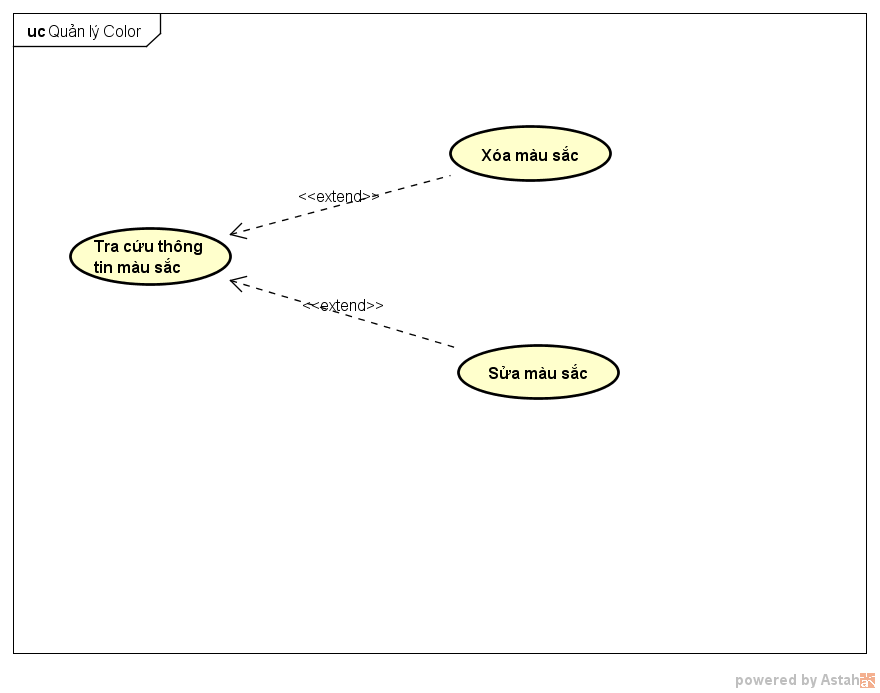 uc Quản lý Color
Xóa màu sắc
<<extend>>
Tra cứu thông
tin màu sắc
<<extend>>
Sửa màu sắc
powered by Astah